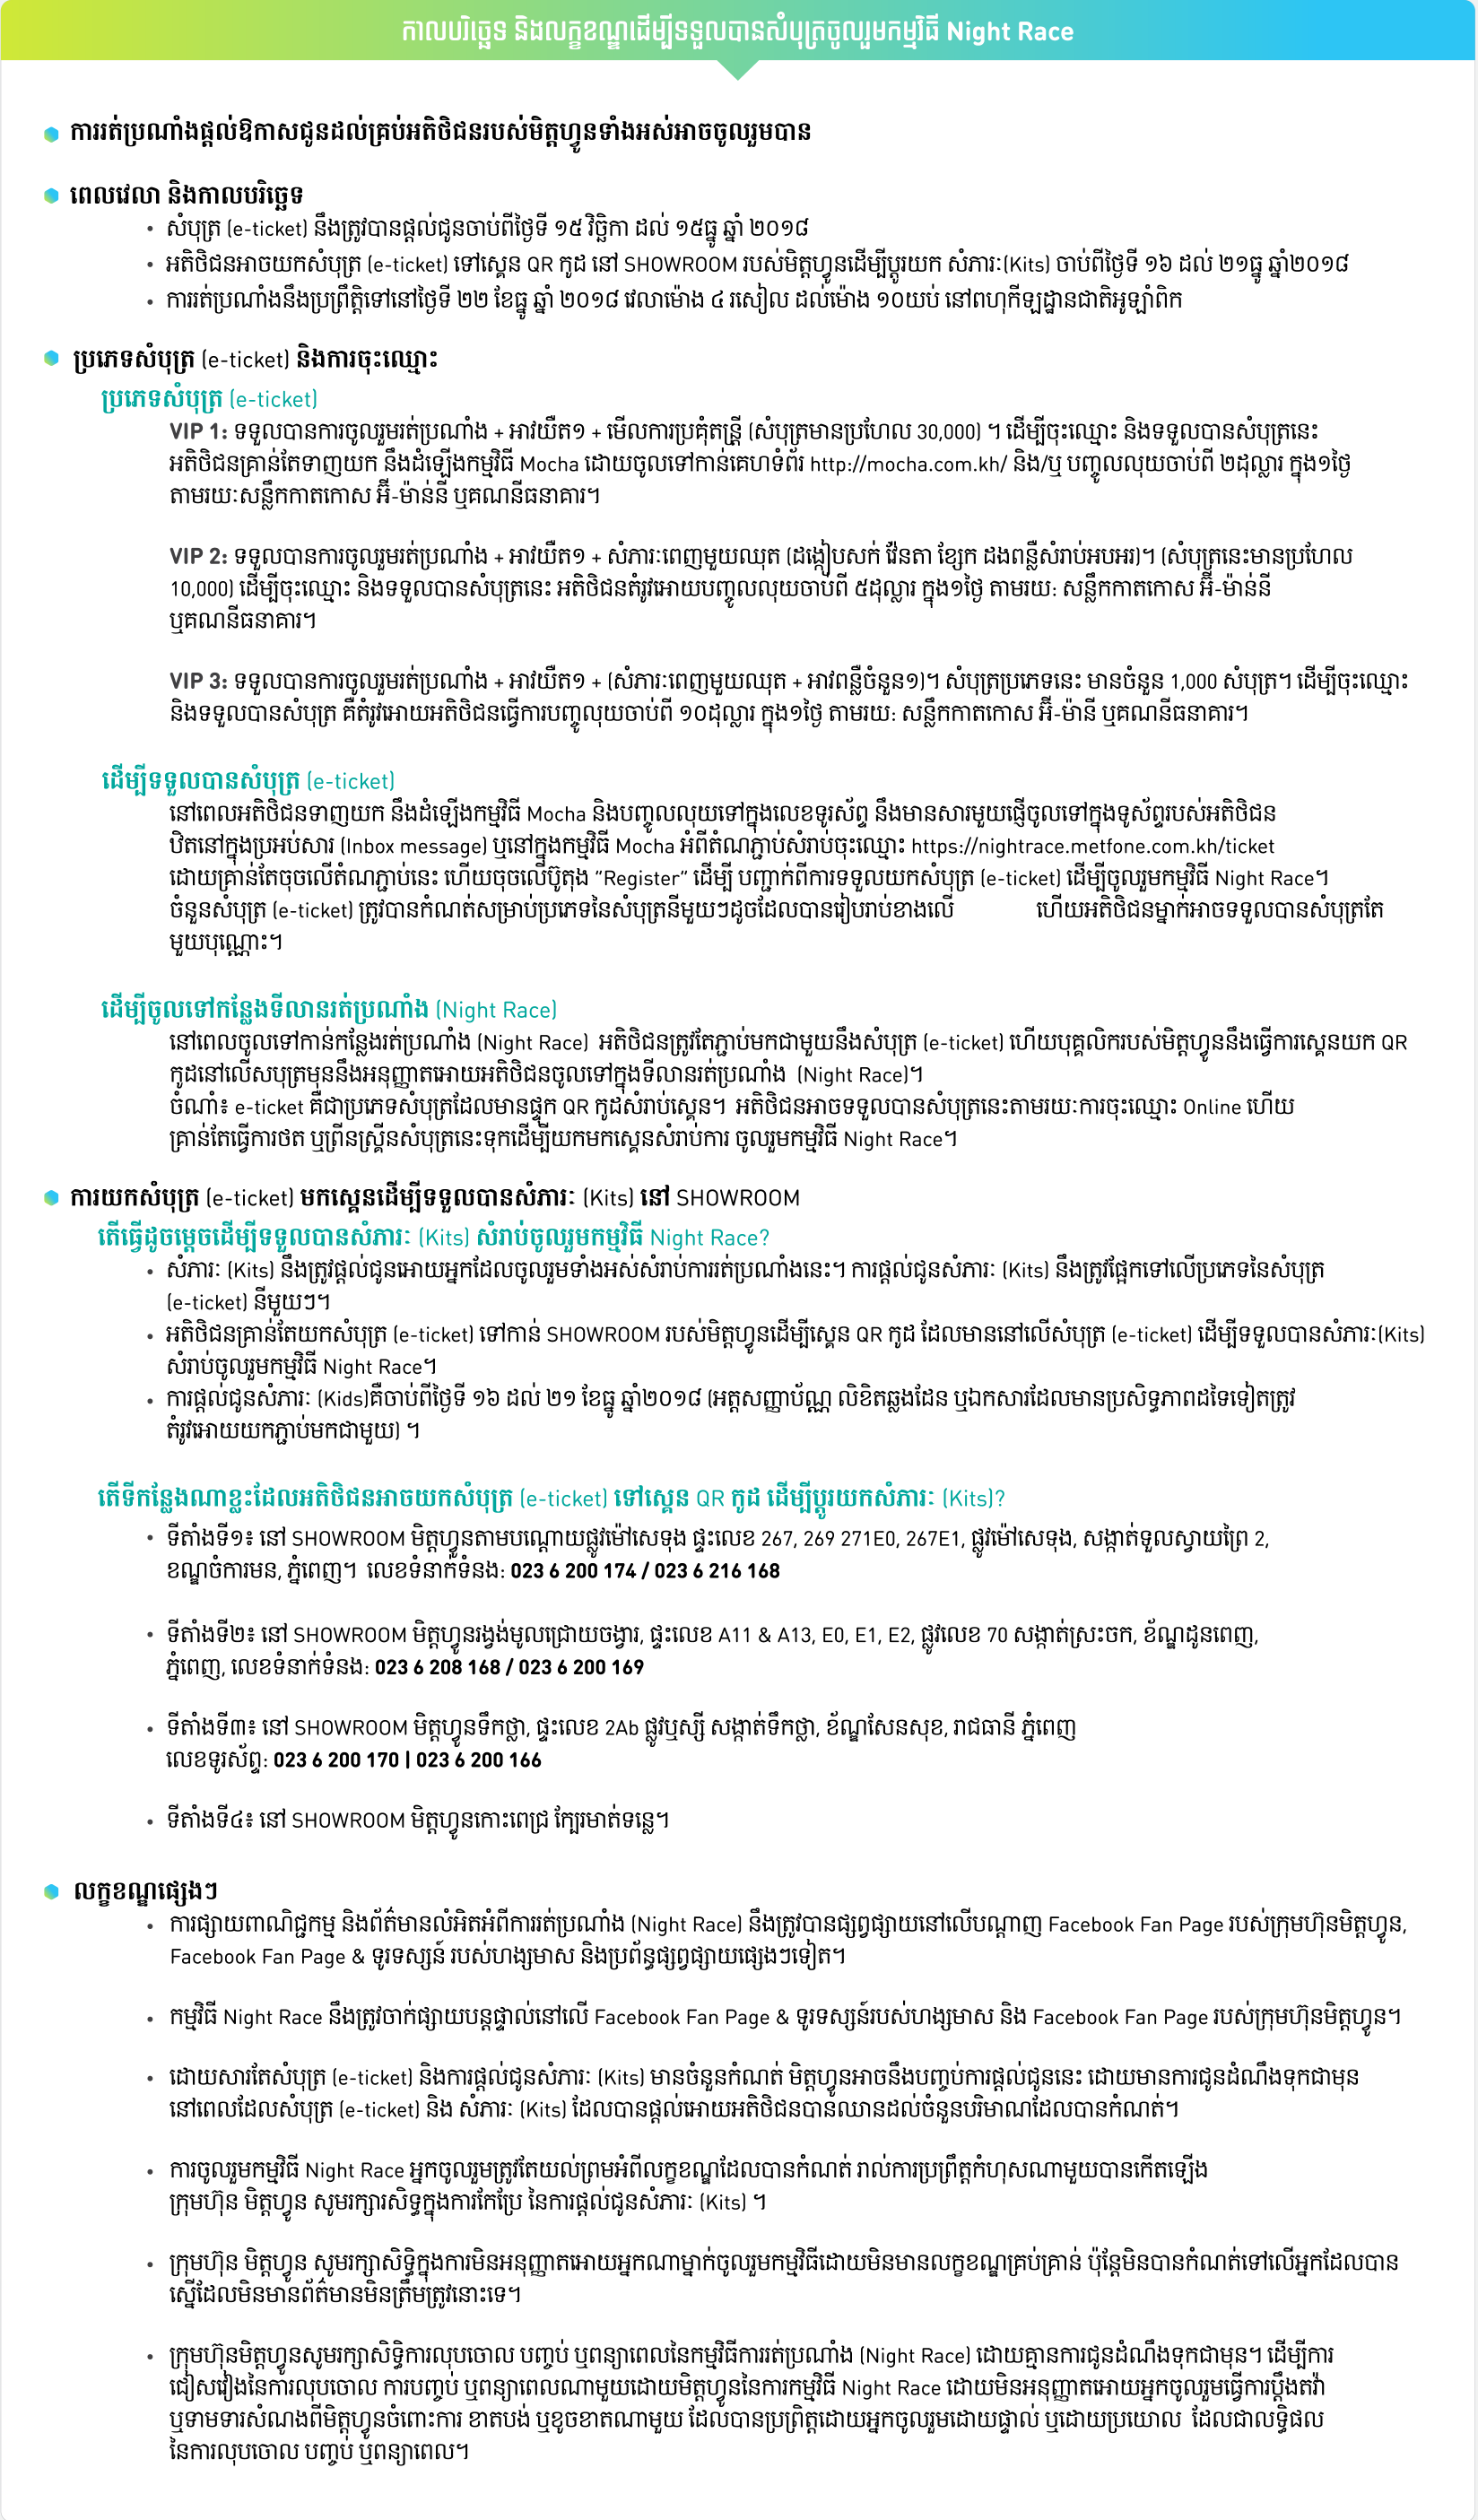 កាលបរិច្ឆេទ និងលក្ខខណ្ឌដើម្បីទទួលបានសំបុត្រចូលរួមកម្មវិធី Night Race
ការរត់ប្រណាំងផ្តល់ឱកាសជូនដល់គ្រប់អតិថិជនរបស់មិត្តហ្វូនទាំងអស់អាចចូលរួមបាន
ពេលវេលា និងកាលបរិច្ឆេទ
• សំបុត្រ (e-ticket) នឹងត្រូវបានផ្តល់ជូនចាប់ពីថ្ងៃទី ១៥ វិច្ឆិកា ដល់ ១៥ធ្នូ ឆ្នាំ ២០១៨
• អតិថិជនអាចយកសំបុត្រ (e-ticket) ទៅស្គេន QR កូដ នៅ SHOWROOM របស់មិត្តហ្វូនដើម្បីប្តូរយក សំភារៈ(Kits) ចាប់ពីថ្ងៃទី ១៦ ដល់ ២១ធ្នូ ឆ្នាំ២០១៨
• ការរត់ប្រណាំងនឹងប្រព្រឹត្តិទៅនៅថ្ងៃទី ២២ ខែធ្នូ ឆ្នាំ ២០១៨ វេលាម៉ោង ៤ រសៀល ដល់ម៉ោង ១០យប់ នៅពហុកីឡដ្ឋានជាតិអូឡាំពិក
ប្រភេទសំបុត្រ (e-ticket) និងការចុះឈ្មោះ
ប្រភេទសំបុត្រ (e-ticket)
VIP 1: ទទួលបានការចូលរួមរត់ប្រណាំង + អាវយឺត១ + មើលការប្រគុំតន្ត្រី (សំបុត្រមានប្រហែល 30,000) ។ ដើម្បីចុះឈ្មោះ និងទទួលបានសំបុត្រនេះ
អតិថិជនគ្រាន់តែទាញយក នឹងដំឡើងកម្មវិធី Mocha ដោយចូលទៅកាន់គេហទំព័រ http://mocha.com.kh/ និង/ឬ បញ្ចូលលុយចាប់ពី ២ដុល្លារ ក្នុង១ថ្ងៃ
តាមរយៈសន្លឹកកាតកោស អ៊ី-ម៉ាន់នី ឬគណនីធនាគារ។
VIP 2: ទទួលបានការចូលរួមរត់ប្រណាំង + អាវយឺត១ + សំភារៈពេញមួយឈុត (ដង្កៀបសក់ វ៉ែនតា ខ្សែក ដងពន្លឺសំរាប់អបអរ)។ (សំបុត្រនេះមានប្រហែល
10,000) ដើម្បីចុះឈ្មោះ និងទទួលបានសំបុត្រនេះ អតិថិជនតំរូវអោយបញ្ចូលលុយចាប់ពី ៥ដុល្លារ ក្នុង១ថ្ងៃ តាមរយៈ សន្លឹកកាតកោស អ៊ី-ម៉ាន់នី
ឬគណនីធនាគារ។
VIP 3: ទទួលបានការចូលរួមរត់ប្រណាំង + អាវយឺត១ + (សំភារៈពេញមួយឈុត + អាវពន្លឺចំនួន១)។ សំបុត្រប្រភេទនេះ មានចំនួន 1,000 សំបុត្រ។ ដើម្បីចុះឈ្មោះ
និងទទួលបានសំបុត្រ គឺតំរូវអោយអតិថិជនធ្វើការបញ្ចូលុយចាប់ពី ១០ដុល្លារ ក្នុង១ថ្ងៃ តាមរយៈ សន្លឹកកាតកោស អ៊ី-ម៉ានី ឬគណនីធនាគារ។
ដើម្បីទទួលបានសំបុត្រ (e-ticket)
នៅពេលអតិថិជនទាញយក នឹងដំឡើងកម្មវិធី Mocha និងបញ្ចូលលុយទៅក្នុងលេខទូរស័ព្ទ នឹងមានសារមួយផ្ញើចូលទៅក្នុងទូស័ព្ទរបស់អតិថិជន
ឋិតនៅក្នុងប្រអប់សារ (Inbox message) ឬនៅក្នុងកម្មវិធី Mocha អំពីតំណភ្ជាប់សំរាប់ចុះឈ្មោះ https://nightrace.metfone.com.kh/ticket
ដោយគ្រាន់តែចុចលើតំណភ្ជាប់នេះ ហើយចុចលើប៊ូតុង “Register” ដើម្បី បញ្ជាក់ពីការទទួលយកសំបុត្រ (e-ticket) ដើម្បីចូលរួមកម្មវិធី Night Race។
ចំនួនសំបុត្រ (e-ticket) ត្រូវបានកំណត់សម្រាប់ប្រភេទនៃសំបុត្រនីមួយៗដូចដែលបានរៀបរាប់ខាងលើ ហើយអតិថិជនម្នាក់អាចទទួលបានសំបុត្រតែ
មួយបុណ្ណោះ។
ដើម្បីចូលទៅកន្លែងទីលានរត់ប្រណាំង (Night Race)
នៅពេលចូលទៅកាន់កន្លែងរត់ប្រណាំង (Night Race) អតិថិជនត្រូវតែភ្ជាប់មកជាមួយនឹងសំបុត្រ (e-ticket) ហើយបុគ្គលិករបស់មិត្តហ្វូននឹងធ្វើការស្គេនយក QR
កូដនៅលើសបុត្រមុននឹងអនុញ្ញាតអោយអតិថិជនចូលទៅក្នុងទីលានរត់ប្រណាំង (Night Race)។
ចំណាំ៖ e-ticket គឺជាប្រភេទសំបុត្រដែលមានផ្ទុក QR កូដសំរាប់ស្គេន។ អតិថិជនអាចទទួលបានសំបុត្រនេះតាមរយៈការចុះឈ្មោះ Online ហើយ
គ្រាន់តែធ្វើការថត ឬព្រីនស្គ្រីនសំបុត្រនេះទុកដើម្បីយកមកស្គេនសំរាប់ការ ចូលរួមកម្មវិធី Night Race។
ការយកសំបុត្រ (e-ticket) មកស្គេនដើម្បីទទួលបានសំភារៈ (Kits) នៅ SHOWROOM
តើធ្វើដូចម្តេចដើម្បីទទួលបានសំភារៈ (Kits) សំរាប់ចូលរួមកម្មវិធី Night Race?
• សំភារៈ (Kits) នឹងត្រូវផ្តល់ជូនអោយអ្នកដែលចូលរួមទាំងអស់សំរាប់ការរត់ប្រណាំងនេះ។ ការផ្តល់ជូនសំភារៈ (Kits) នឹងត្រូវផ្អែកទៅលើប្រភេទនៃសំបុត្រ
(e-ticket) នីមួយៗ។
• អតិថិជនគ្រាន់តែយកសំបុត្រ (e-ticket) ទៅកាន់ SHOWROOM របស់មិត្តហ្វូនដើម្បីស្គេន QR កូដ ដែលមាននៅលើសំបុត្រ (e-ticket) ដើម្បីទទួលបានសំភារៈ(Kits)
សំរាប់ចូលរួមកម្មវិធី Night Race។
• ការផ្តល់ជូនសំភារៈ (Kids)គឺចាប់ពីថ្ងៃទី ១៦ ដល់ ២១ ខែធ្នូ ឆ្នាំ២០១៨ (អត្តសញ្ញាប័ណ្ណ លិខិតឆ្លងដែន ឬឯកសារដែលមានប្រសិទ្ធភាពដទៃទៀតត្រូវ
តំរូវអោយយកភ្ជាប់មកជាមួយ) ។
តើទីកន្លែងណាខ្លះដែលអតិថិជនអាចយកសំបុត្រ (e-ticket) ទៅស្គេន QR កូដ ដើម្បីប្តូរយកសំភារៈ (Kits)?
• ទីតាំងទី១៖ នៅ SHOWROOM មិត្តហ្វូនតាមបណ្តោយផ្លូវម៉ៅសេទុង ផ្ទះលេខ 267, 269 271E0, 267E1, ផ្លូវម៉ៅសេទុង, សង្កាត់ទួលស្វាយព្រៃ 2,
ខណ្ឌចំការមន, ភ្នំពេញ។ លេខទំនាក់ទំនង: 023 6 200 174 / 023 6 216 168
• ទីតាំងទី២៖ នៅ SHOWROOM មិត្តហ្វូនរង្វង់មូលជ្រោយចង្វារ, ផ្ទះលេខ A11 & A13, E0, E1, E2, ផ្លូវលេខ 70 សង្កាត់ស្រះចក, ខ័ណ្ឌដូនពេញ,
ភ្នំពេញ, លេខទំនាក់ទំនង: 023 6 208 168 / 023 6 200 169
• ទីតាំងទី៣៖ នៅ SHOWROOM មិត្តហ្វូនទឹកថ្លា, ផ្ទះលេខ 2Ab ផ្លូវឬស្សី សង្កាត់ទឹកថ្លា, ខ័ណ្ឌសែនសុខ, រាជធានី ភ្នំពេញ
លេខទូរស័ព្ទ: 023 6 200 170 | 023 6 200 166
• ទីតាំងទី៤៖ នៅ SHOWROOM មិត្តហ្វូនកោះពេជ្រ ក្បែរមាត់ទន្លេ។
លក្ខខណ្ឌផ្សេងៗ
• ការផ្សាយពាណិជ្ជកម្ម និងព័ត៌មានលំអិតអំពីការរត់ប្រណាំង (Night Race) នឹងត្រូវបានផ្សព្វផ្សាយនៅលើបណ្តាញ Facebook Fan Page របស់ក្រុមហ៊ុនមិត្តហ្វូន,
Facebook Fan Page & ទូរទស្សន៍ របស់ហង្សមាស និងប្រព័ន្ធផ្សព្វផ្សាយផ្សេងៗទៀត។
• កម្មវិធី Night Race នឹងត្រូវចាក់ផ្សាយបន្តផ្ទាល់នៅលើ Facebook Fan Page & ទូរទស្សន៍របស់ហង្សមាស និង Facebook Fan Page របស់ក្រុមហ៊ុនមិត្តហ្វូន។
• ដោយសារតែសំបុត្រ (e-ticket) និងការផ្តល់ជូនសំភារៈ (Kits) មានចំនួនកំណត់ មិត្តហ្វូនអាចនឹងបញ្ចប់ការផ្តល់ជូននេះ ដោយមានការជូនដំណឹងទុកជាមុន
នៅពេលដែលសំបុត្រ (e-ticket) និង សំភារៈ (Kits) ដែលបានផ្តល់អោយអតិថិជនបានឈានដល់ចំនួនបរិមាណដែលបានកំណត់។
• ការចូលរួមកម្មវិធី Night Race អ្នកចូលរួមត្រូវតែយល់ព្រមអំពីលក្ខខណ្ឌដែលបានកំណត់ រាល់ការប្រព្រឹត្តកំហុសណាមួយបានកើតឡើង
ក្រុមហ៊ុន មិត្តហ្វូន សូមរក្សារសិទ្ធក្នុងការកែប្រែ នៃការផ្តល់ជូនសំភារៈ (Kits) ។
• ក្រុមហ៊ុន មិត្តហ្វូន សូមរក្សាសិទ្ធិក្នុងការមិនអនុញ្ញាតអោយអ្នកណាម្នាក់ចូលរួមកម្មវិធីដោយមិនមានលក្ខខណ្ឌគ្រប់គ្រាន់ ប៉ុន្តែមិនបានកំណត់ទៅលើអ្នកដែលបាន
ស្នើដែលមិនមានព័ត៌មានមិនត្រឹមត្រូវនោះទេ។
• ក្រុមហ៊ុនមិត្តហ្វូនសូមរក្សាសិទ្ធិការលុបចោល បញ្ចប់ ឬពន្យាពេលនៃកម្មវិធីការរត់ប្រណាំង (Night Race) ដោយគ្មានការជូនដំណឹងទុកជាមុន។ ដើម្បីការ
ជៀសវៀងនៃការលុបចោល ការបញ្ចប់ ឬពន្យាពេលណាមួយដោយមិត្តហ្វូននៃការកម្មវិធី Night Race ដោយមិនអនុញ្ញាតអោយអ្នកចូលរួមធ្វើការប្តឹងតវ៉ា
ឬទាមទារសំណងពីមិត្តហ្វូនចំពោះការ ខាតបង់ ឬខូចខាតណាមួយ ដែលបានប្រព្រិត្តដោយអ្នកចូលរួមដោយផ្ទាល់ ឬដោយប្រយោល ដែលជាលទ្ធិផល
នៃការលុបចោល បញ្ចប់ ឬពន្យាពេល។